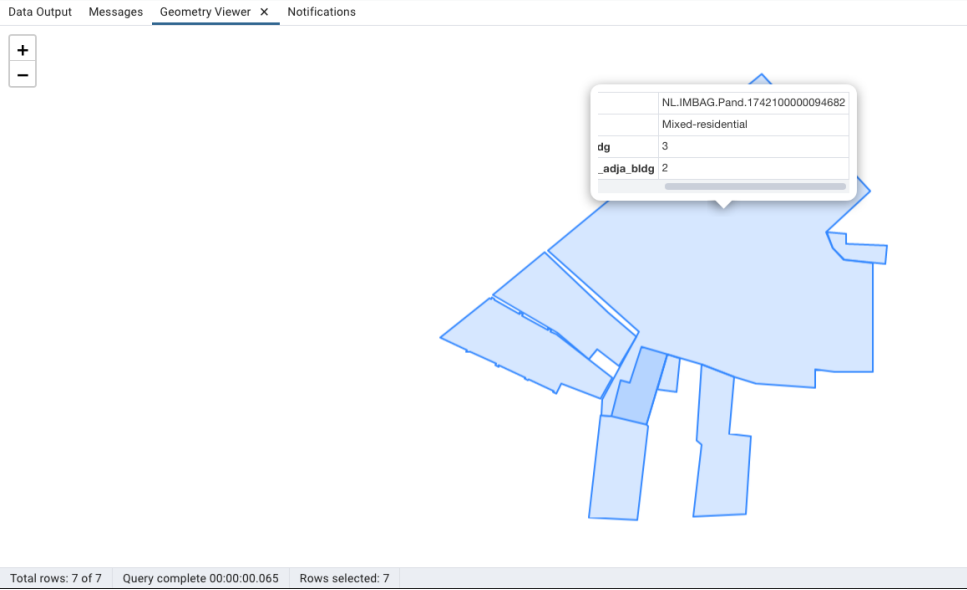 Data Output Messages Geometry Viewer ✕ Notifications
+
−
NL.IMBAG.Pand.1742100000094682
Mixed-residential
dg 3
_adja_bldg 2
Total rows: 7 of 7 Query complete 00:00:00.065 Rows selected: 7